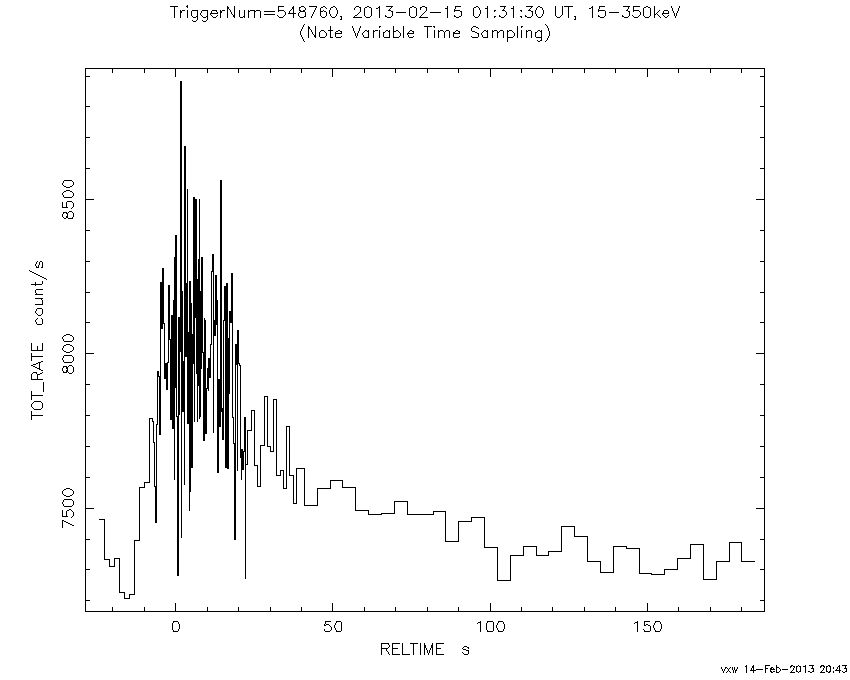 TriggerNum=548760, 2013-02-15 01:31:30 UT, 15-350keV
(Note Variable Time Sampling)
TOT_RATE count/s
8500
8000
7500
0 50 100 150
RELTIME s
vxw 14-Feb-2013 20:43